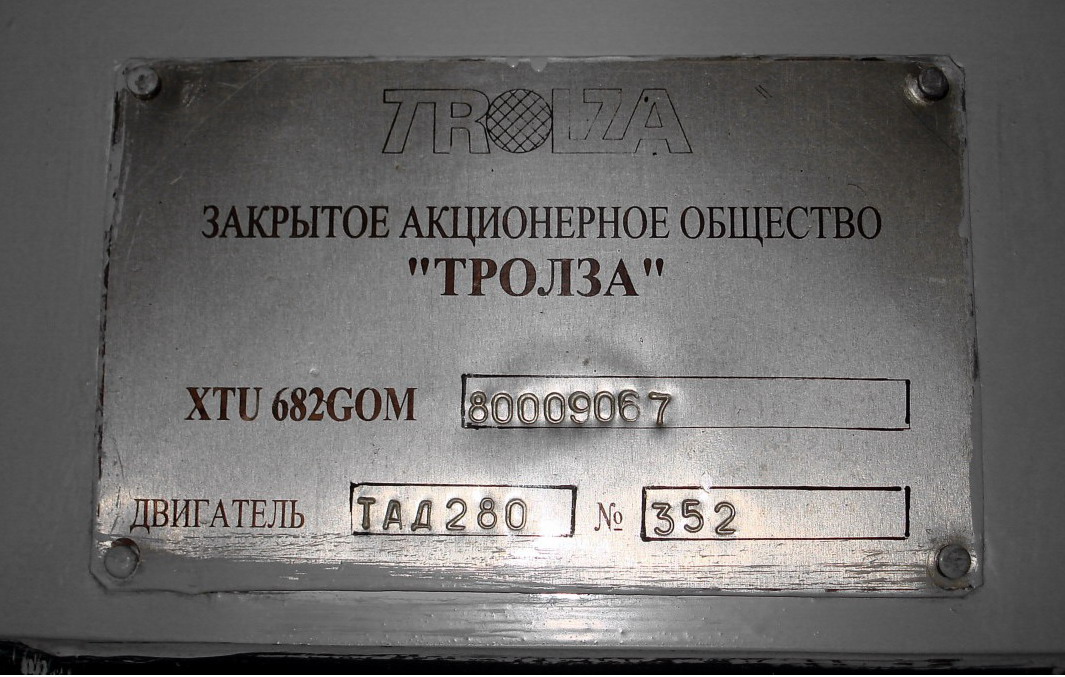 TROLZA
ЗАКРЫТОЕ АКЦИОНЕРНОЕ ОБЩЕСТВО
"ТРОЛЗА"
XTU 682GOM 80009067
ДВИГАТЕЛЬ ТАД280 № 352